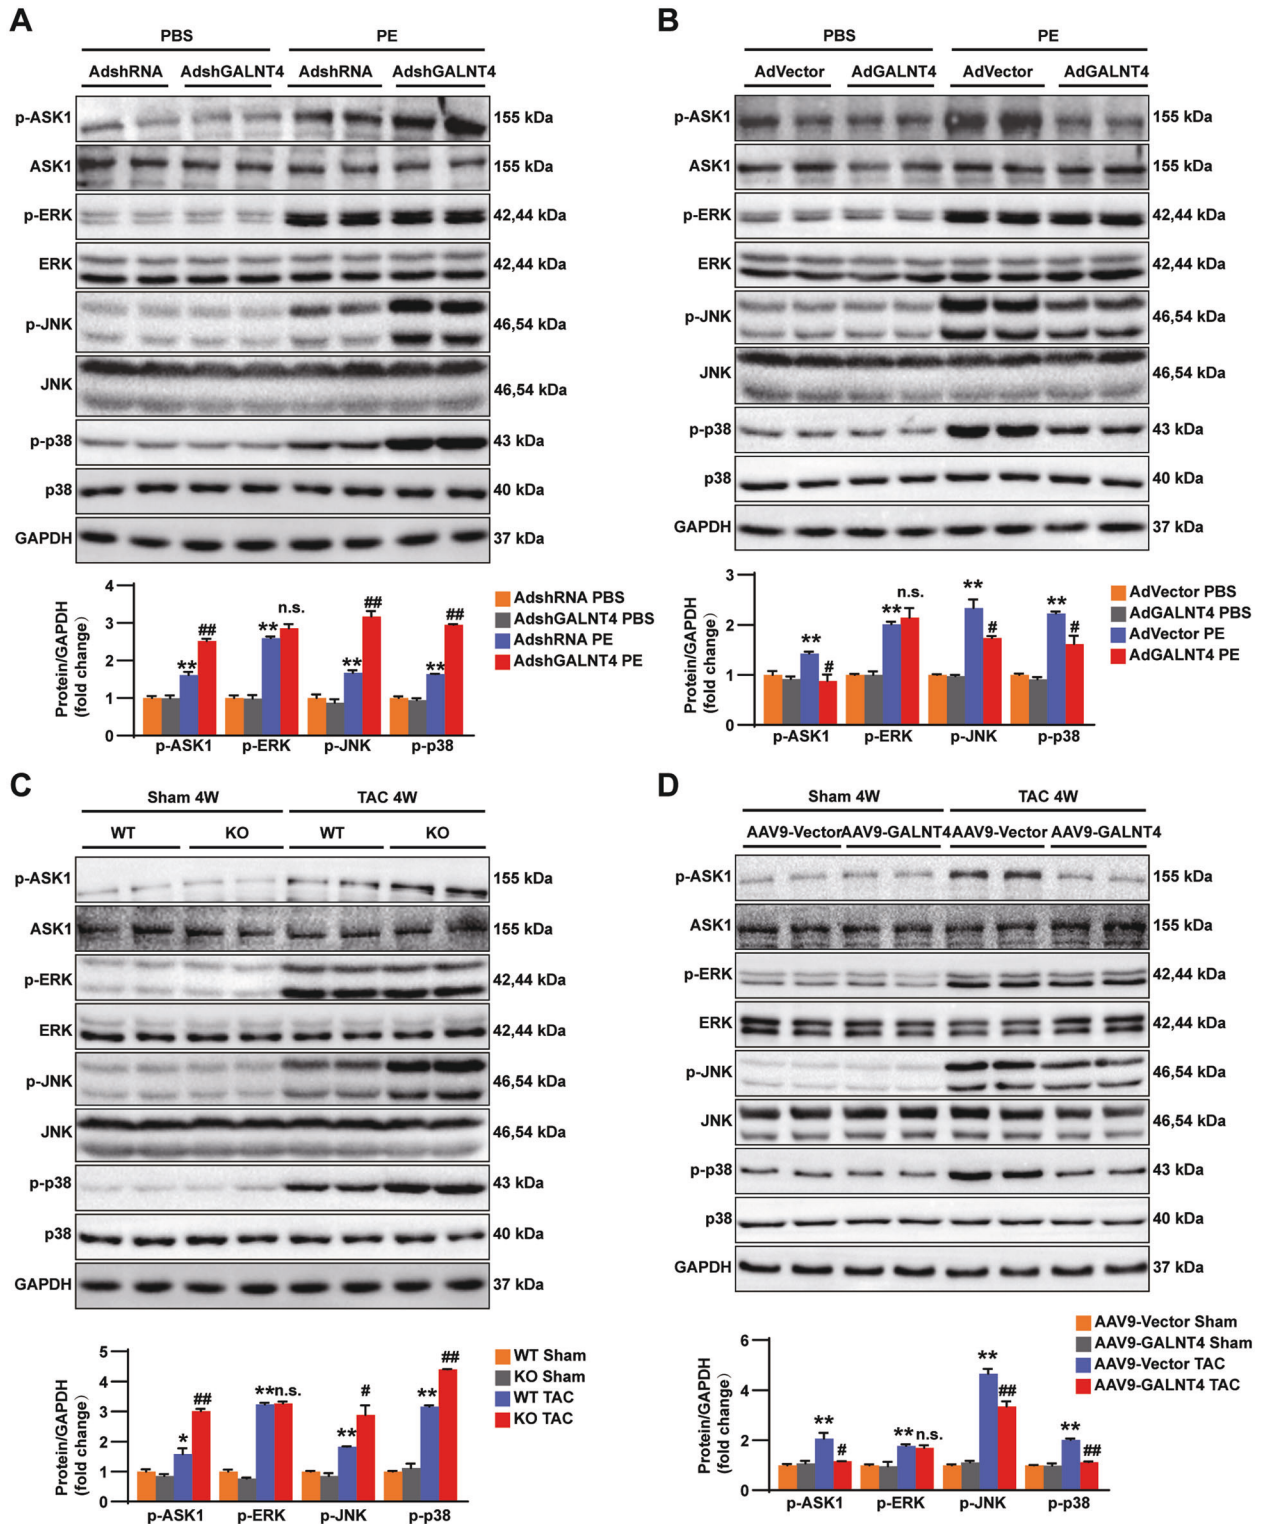 A
PBS PE
AdshRNA AdshGALNT4 AdshRNA AdshGALNT4
p-ASK1 155 kDa
ASK1 155 kDa
p-ERK 42,44 kDa
ERK 42,44 kDa
p-JNK 46,54 kDa
JNK 46,54 kDa
p-p38 43 kDa
p38 40 kDa
GAPDH 37 kDa
Protein/GAPDH
(fold change)
4
3
2
1
0
** ## ** n.s. ** ## ** ##
p-ASK1 p-ERK p-JNK p-p38
AdshRNA PBS
AdshGALNT4 PBS
AdshRNA PE
AdshGALNT4 PE
B
PBS PE
AdVector AdGALNT4 AdVector AdGALNT4
p-ASK1 155 kDa
ASK1 155 kDa
p-ERK 42,44 kDa
ERK 42,44 kDa
p-JNK 46,54 kDa
JNK 46,54 kDa
p-p38 43 kDa
p38 40 kDa
GAPDH 37 kDa
Protein/GAPDH
(fold change)
3
2
1
0
** # ** n.s. ** # ** #
p-ASK1 p-ERK p-JNK p-p38
AdVector PBS
AdGALNT4 PBS
AdVector PE
AdGALNT4 PE
C
Sham 4W TAC 4W
WT KO WT KO
p-ASK1 155 kDa
ASK1 155 kDa
p-ERK 42,44 kDa
ERK 42,44 kDa
p-JNK 46,54 kDa
JNK 46,54 kDa
p-p38 43 kDa
p38 40 kDa
GAPDH 37 kDa
Protein/GAPDH
(fold change)
5
4
3
2
1
0
* ## ** n.s. ** # ** ##
p-ASK1 p-ERK p-JNK p-p38
WT Sham
KO Sham
WT TAC
KO TAC
D
Sham 4W TAC 4W
AAV9-Vector AAV9-GALNT4 AAV9-Vector AAV9-GALNT4
p-ASK1 155 kDa
ASK1 155 kDa
p-ERK 42,44 kDa
ERK 42,44 kDa
p-JNK 46,54 kDa
JNK 46,54 kDa
p-p38 43 kDa
p38 40 kDa
GAPDH 37 kDa
AAV9-Vector Sham
AAV9-GALNT4 Sham
AAV9-Vector TAC
AAV9-GALNT4 TAC
Protein/GAPDH
(fold change)
6
4
2
0
** # ** n.s. ** ## ** ##
p-ASK1 p-ERK p-JNK p-p38